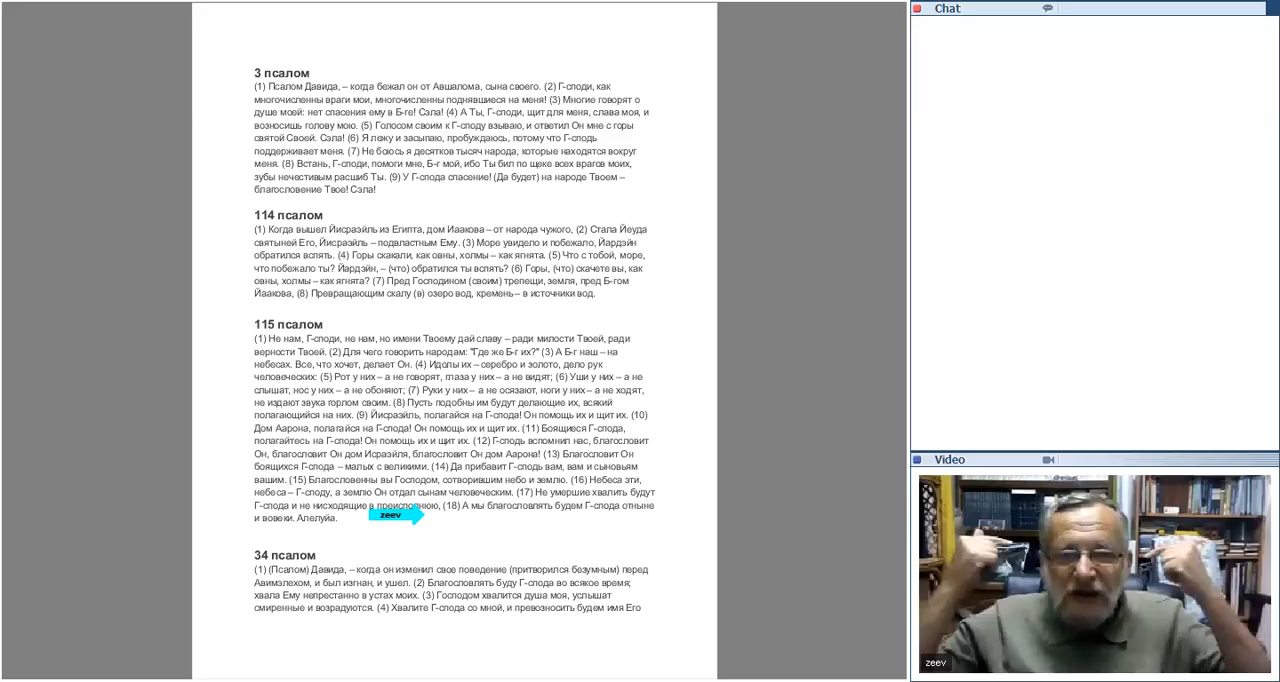 3 псалом
(1) Псалом Давида, – когда бежал он от Авшалома, сына своего. (2) Г-споди, как
многочисленны враги мои, многочисленны поднявшиеся на меня! (3) Многие говорят о
душе моей: нет спасения ему в Б-ге! Сэла! (4) А Ты, Г-споди, щит для меня, слава моя, и
возносишь голову мою. (5) Голосом своим к Г-споду взываю, и ответил Он мне с горы
святой Своей. Сэла! (6) Я лежу и засыпаю, пробуждаюсь, потому что Г-сподь
поддерживает меня. (7) Не боюсь я десятков тысяч народа, которые находятся вокруг
меня. (8) Встань, Г-споди, помоги мне, Б-г мой, ибо Ты бил по щеке всех врагов моих,
зубы нечестивым расшиб Ты. (9) У Г-спода спасение! (Да будет) на народе Твоем –
благословение Твое! Сэла!
114 псалом
(1) Когда вышел Йисраэйль из Египта, дом Йаакова – от народа чужого, (2) Стала Йеуда
святыней Его, Йисраэйль – подвластным Ему. (3) Море увидело и побежало, Йардэйн
обратился вспять. (4) Горы скакали, как овны, холмы – как ягнята. (5) Что с тобой, море,
что побежало ты? Йардэйн, – (что) обратился ты вспять? (6) Горы, (что) скачете вы, как
овны, холмы – как ягнята? (7) Пред Господином (своим) трепещи, земля, пред Б-гом
Йаакова, (8) Превращающим скалу (в) озеро вод, кремень – в источники вод.
115 псалом
(1) Не нам, Г-споди, не нам, но имени Твоему дай славу – ради милости Твоей, ради
верности Твоей. (2) Для чего говорить народам: "Где же Б-г их?" (3) А Б-г наш – на
небесах. Все, что хочет, делает Он. (4) Идолы их – серебро и золото, дело рук
человеческих: (5) Рот у них – а не говорят, глаза у них – а не видят; (6) Уши у них – а не
слышат, нос у них – а не обоняют; (7) Руки у них – а не осязают, ноги у них – а не ходят,
не издают звука горлом своим. (8) Пусть подобны им будут делающие их, всякий
полагающийся на них. (9) Йисраэйль, полагайся на Г-спода! Он помощь их и щит их. (10)
Дом Аарона, полагайся на Г-спода! Он помощь их и щит их. (11) Боящиеся Г-спода,
полагайтесь на Г-спода! Он помощь их и щит их. (12) Г-сподь вспомнил нас, благословит
Он, благословит Он дом Исраэйля, благословит Он дом Аарона! (13) Благословит Он
боящихся Г-спода – малых с великими. (14) Да прибавит Г-сподь вам, вам и сыновьям
вашим. (15) Благословенны вы Господом, сотворившим небо и землю. (16) Небеса эти,
небеса – Г-споду, а землю Он отдал сынам человеческим. (17) Не умершие хвалить будут
Г-спода и не нисходящие в преисподнюю, (18) А мы благословлять будем Г-спода отныне
и вовеки. Алелуйа.
zeev
34 псалом
(1) (Псалом) Давида, – когда он изменил свое поведение (притворился безумным) перед
Авимэлехом, и был изгнан, и ушел. (2) Благословлять буду Г-спода во всякое время;
хвала Ему непрестанно в устах моих. (3) Господом хвалится душа моя, услышат
смиренные и возрадуются. (4) Хвалите Г-спода со мной, и превозносить будем имя Его
Chat
Video
zeev